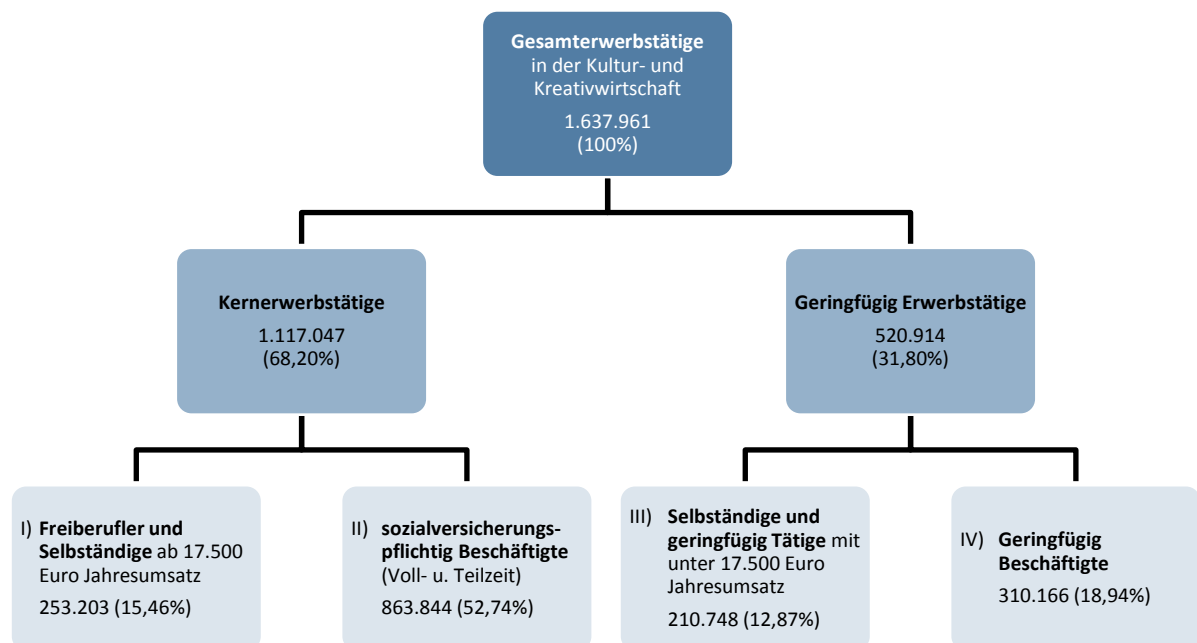 Gesamterwerbstätige
in der Kultur- und
Kreativwirtschaft
1.637.961
(100%)
Kernerwerbstätige
1.117.047
(68,20%)
Geringfügig Erwerbstätige
520.914
(31,80%)
I) Freiberufler und
Selbständige ab 17.500
Euro Jahresumsatz
253.203 (15,46%)
II) sozialversicherungs-
pflichtig Beschäftigte
(Voll- u. Teilzeit)
863.844 (52,74%)
III) Selbständige und
geringfügig Tätige mit
unter 17.500 Euro
Jahresumsatz
210.748 (12,87%)
IV) Geringfügig
Beschäftigte
310.166 (18,94%)